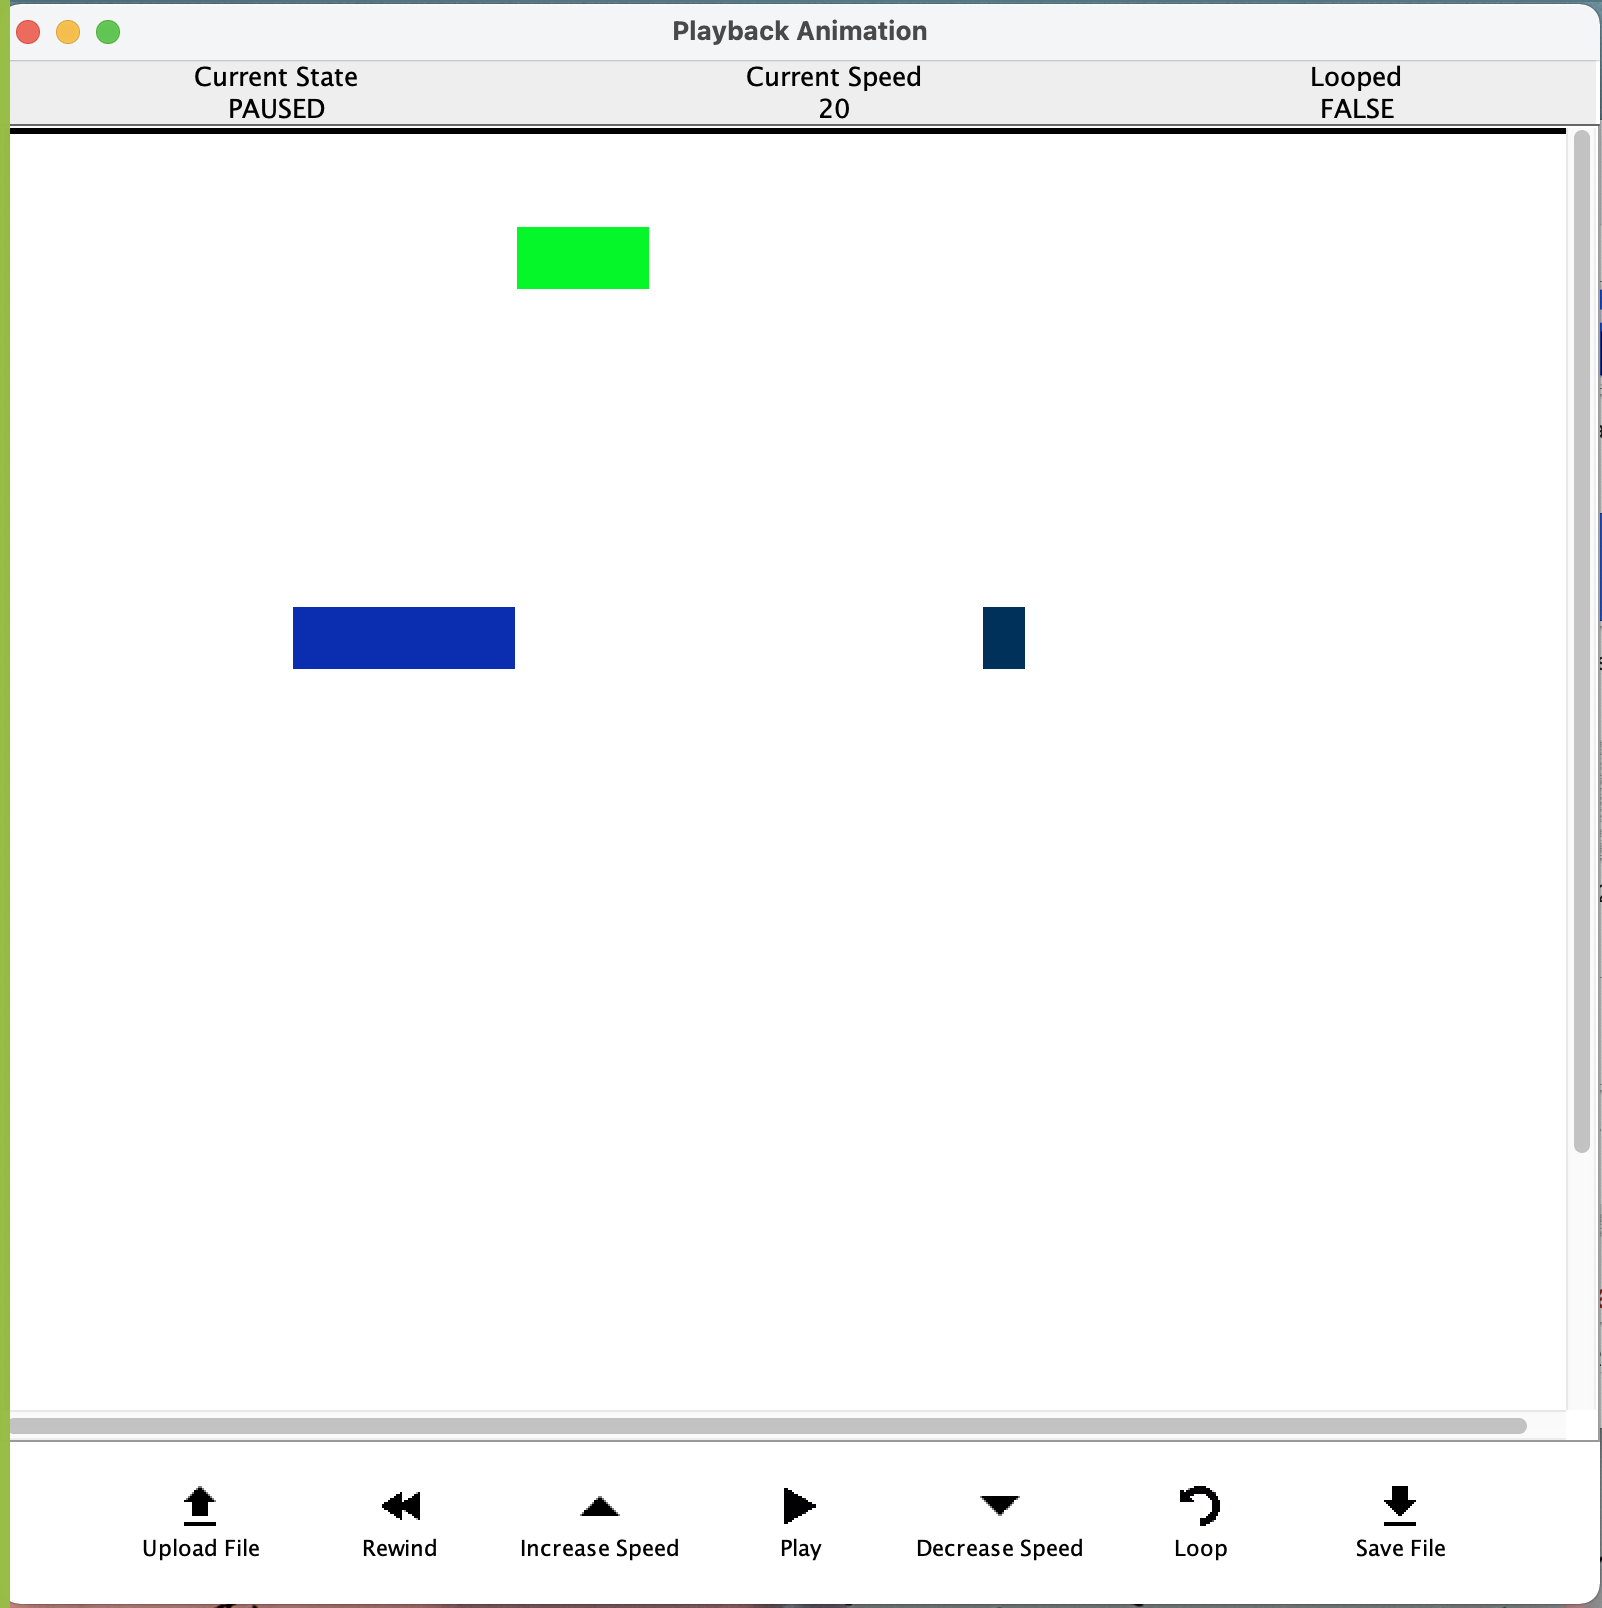 Playback Animation
Current State
PAUSED
Current Speed
20
Looped
FALSE
Upload File
Rewind
Increase Speed
Play
Decrease Speed
Loop
Save File